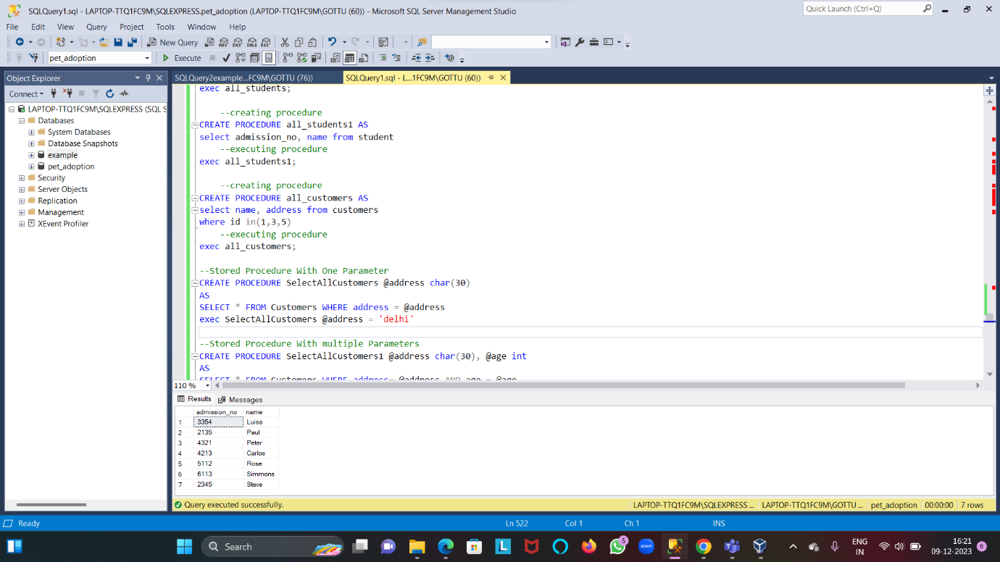 SQLQuery1.sql - LAPTOP-TTQ1FC9M\SQLEXPRESS.pet_adoption (LAPTOP-TTQ1FC9M\GOTTU (60)) - Microsoft SQL Server Management Studio
Quick Launch (Ctrl+Q)
File Edit View Query Project Tools Window Help
New Query
pet_adoption
Execute
Object Explorer
SQLQuery2example...FC9M\GOTTU (76))
SQLQuery1.sql - L...1FC9M\GOTTU (60))
Connect
LAPTOP-TTQ1FC9M\SQLEXPRESS (SQL S
Databases
System Databases
Database Snapshots
example
pet_adoption
Security
Server Objects
Replication
Management
XEvent Profiler
exec all_students;
--creating procedure
CREATE PROCEDURE all_students1 AS
select admission_no, name from student
--executing procedure
exec all_students1;
--creating procedure
CREATE PROCEDURE all_customers AS
select name, address from customers
where id in(1,3,5)
--executing procedure
exec all_customers;
--Stored Procedure With One Parameter
CREATE PROCEDURE SelectAllCustomers @address char(30)
AS
SELECT * FROM Customers WHERE address = @address
exec SelectAllCustomers @address = 'delhi'
--Stored Procedure With multiple Parameters
CREATE PROCEDURE SelectAllCustomers1 @address char(30), @age int
AS
SELECT * FROM Customers WHERE address= @address AND age = @age
110 %
Results Messages
admission_no name
1 3354 Luisa
2 2135 Paul
3 4321 Peter
4 4213 Carlos
5 5112 Rose
6 6113 Simmons
7 2345 Steve
Query executed successfully.
LAPTOP-TTQ1FC9M\SQLEXPRESS ... LAPTOP-TTQ1FC9M\GOTTU ... pet_adoption 00:00:00 7 rows
Ready
Ln 522 Col 1 Ch 1 INS
Search
L
5
zoom
ENG
IN
16:21
09-12-2023
6